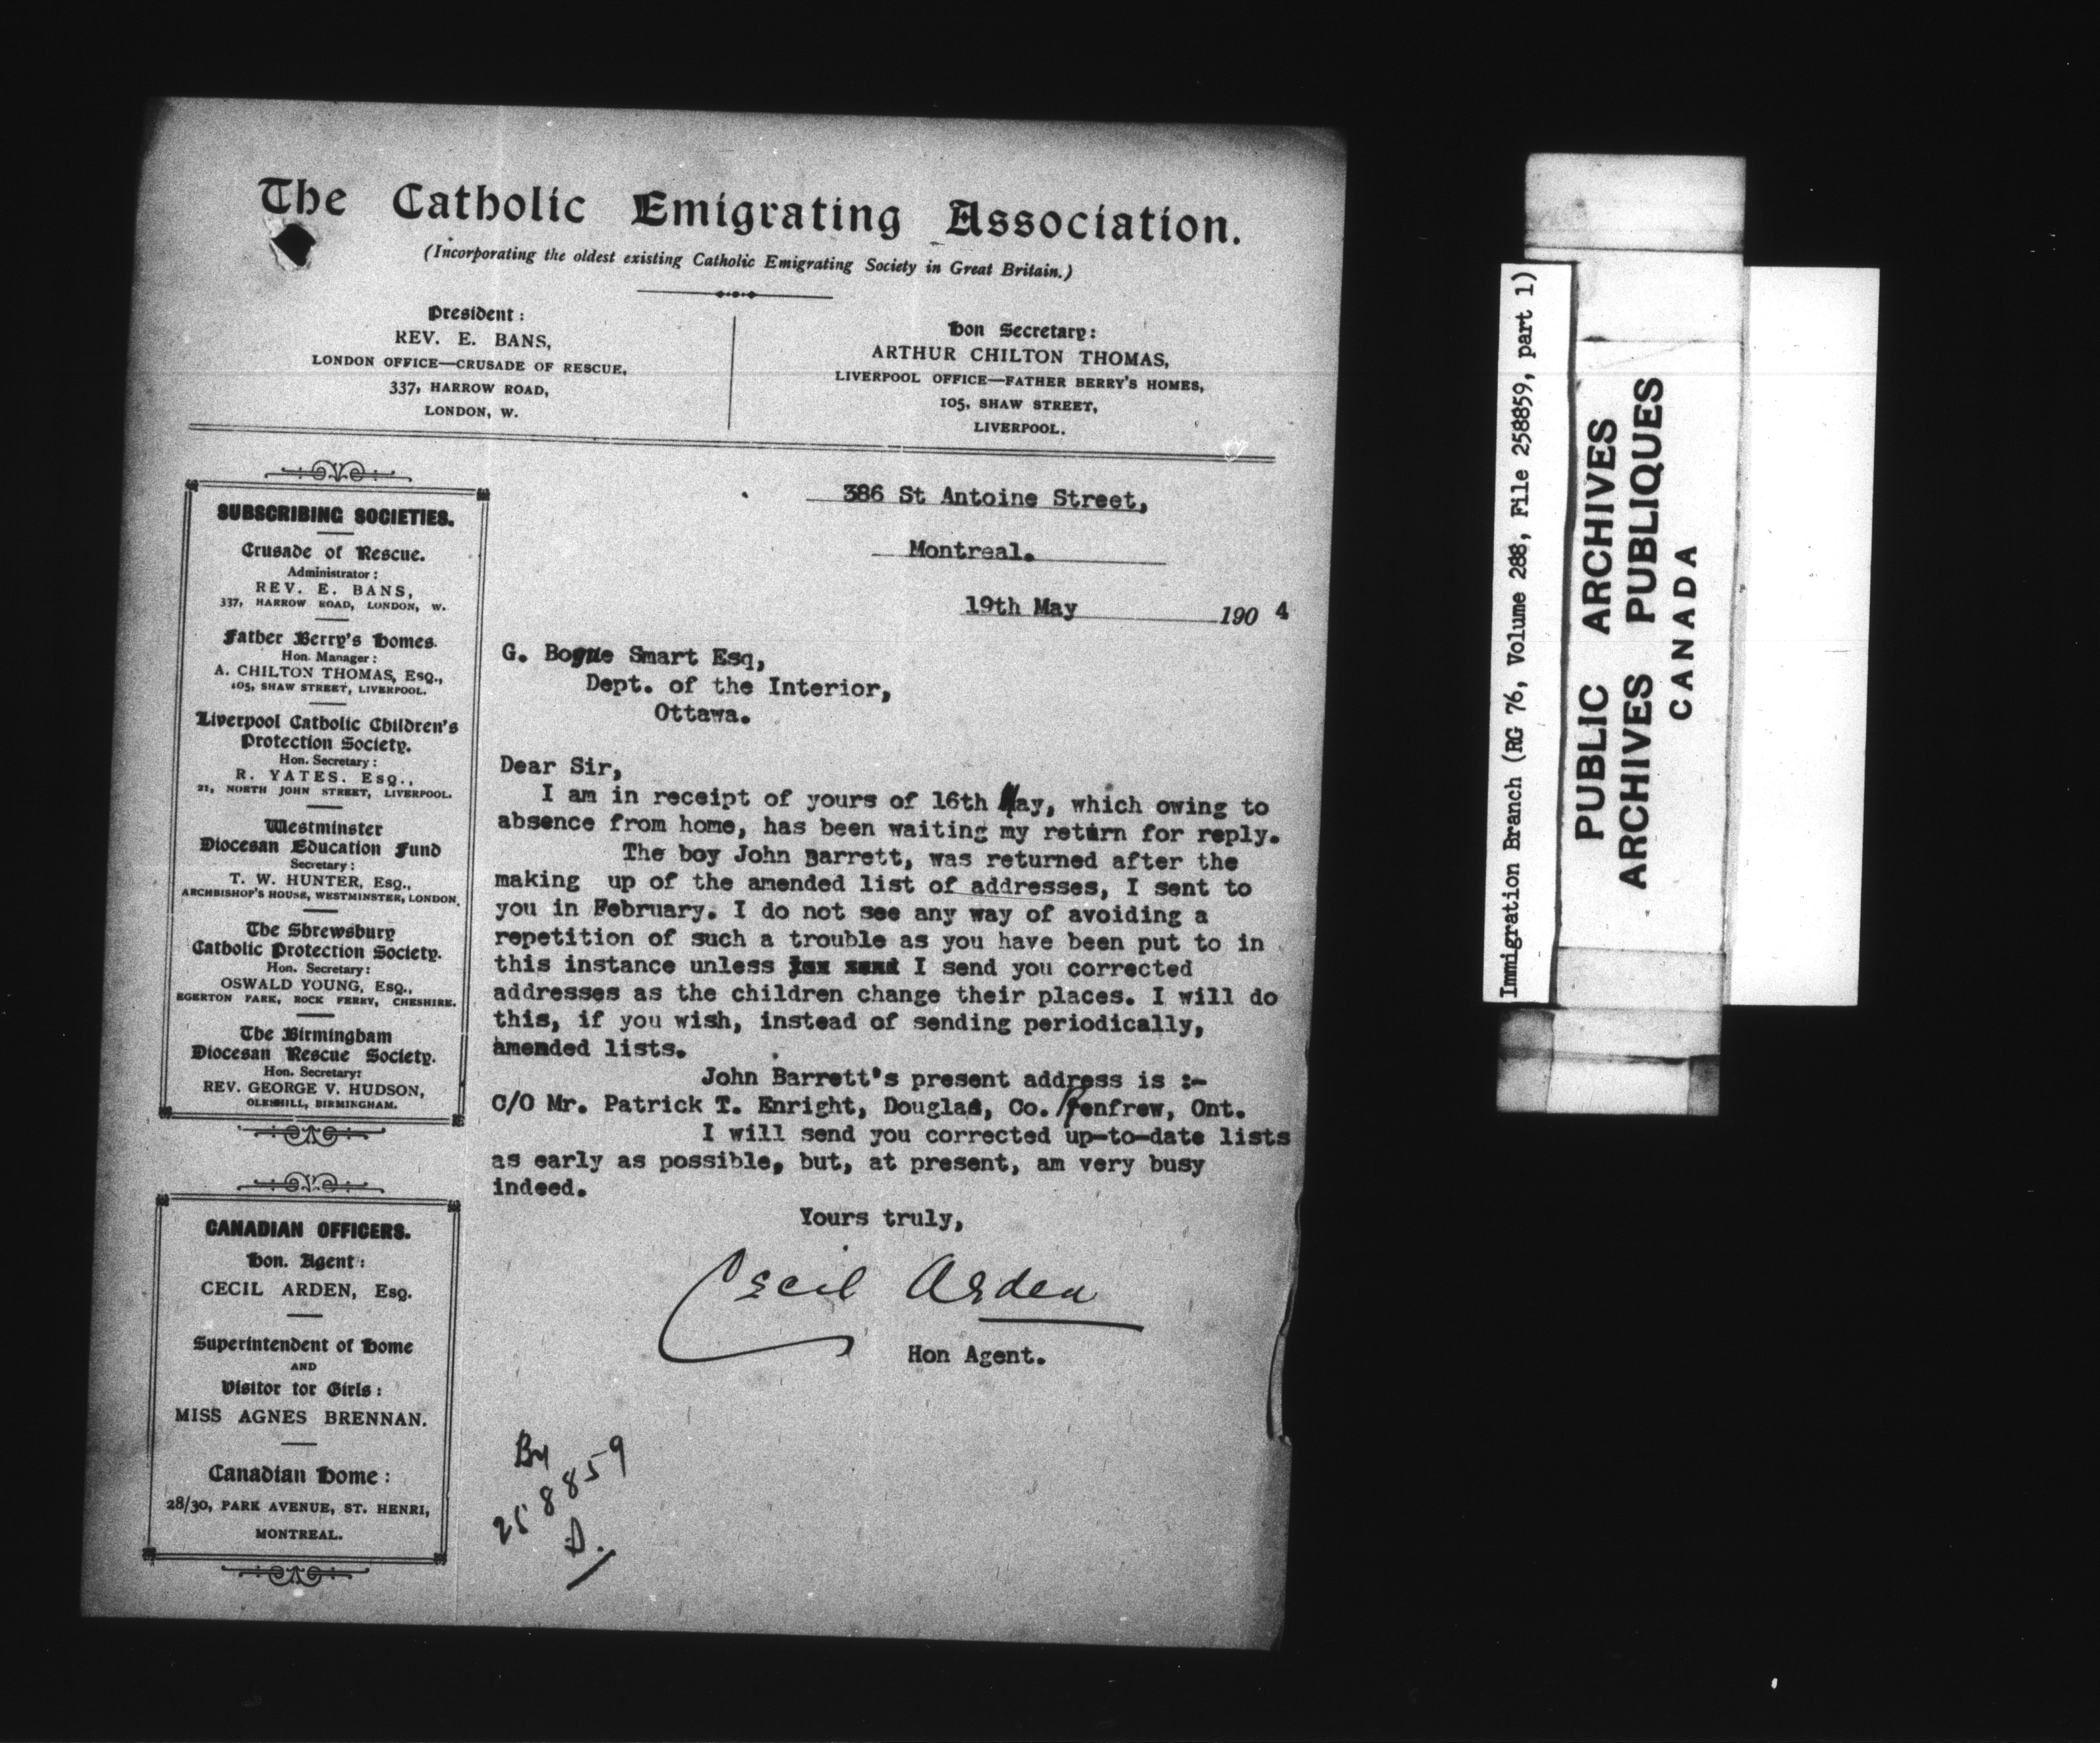 The Catholic Emigrating Association.
(Incorporating the oldest existing Catholic Emigrating Society in Great Britain.)
President:
REV. E. BANS,
LONDON OFFICE—CRUSADE OF RESCUE,
337, HARROW ROAD,
LONDON, W.
Hon Secretary:
ARTHUR CHILTON THOMAS,
LIVERPOOL OFFICE—FATHER BERRY'S HOMES,
105, SHAW STREET,
LIVERPOOL.
SUBSCRIBING SOCIETIES.
Crusade of Rescue.
Administrator:
REV. E. BANS,
337, HARROW ROAD, LONDON, W.
Father Berry's Homes.
Hon. Manager:
A. CHILTON THOMAS, ESQ.,
105, SHAW STREET, LIVERPOOL.
Liverpool Catholic Children's
Protection Society.
Hon. Secretary:
R. YATES. ESQ.,
21, NORTH JOHN STREET, LIVERPOOL.
Westminster
Diocesan Education Fund
Secretary:
T. W. HUNTER, ESQ.,
ARCHBISHOP'S HOUSE, WESTMINSTER, LONDON.
The Shrewsbury
Catholic Protection Society.
Hon. Secretary:
OSWALD YOUNG, ESQ.,
EGERTON PARK, ROCK FERRY, CHESHIRE.
The Birmingham
Diocesan Rescue Society.
Hon. Secretary:
REV. GEORGE V. HUDSON,
OLENHILL, BIRMINGHAM.
CANADIAN OFFICERS.
Hon. Agent:
CECIL ARDEN, ESQ.
Superintendent of Home
AND
Visitor tor Girls:
MISS AGNES BRENNAN.
Canadian Home:
28/30, PARK AVENUE, ST. HENRI,
MONTREAL.
386 St Antoine Street,
Montreal.
19th May 1904
G. Bogue Smart Esq,
Dept. of the Interior,
Ottawa.
Dear Sir,
I am in receipt of yours of 16th May, which owing to
absence from home, has been waiting my return for reply.
The boy John Barrett, was returned after the
making up of the amended list of addresses, I sent to
you in February. I do not see any way of avoiding a
repetition of such a trouble as you have been put to in
this instance unless I send you corrected
addresses as the children change their places. I will do
this, if you wish, instead of sending periodically,
amended lists.
John Barrett's present address is :-
C/O Mr. Patrick T. Enright, Douglas, Co. Renfrew, Ont.
I will send you corrected up-to-date lists
as early as possible, but, at present, am very busy
indeed.
Yours truly,
Cecil Arden
Hon Agent.
258859
D.
Immigration Branch (RG 76, Volume 288, File 258859, part 1)
PUBLIC ARCHIVES
ARCHIVES PUBLIQUES
CANADA